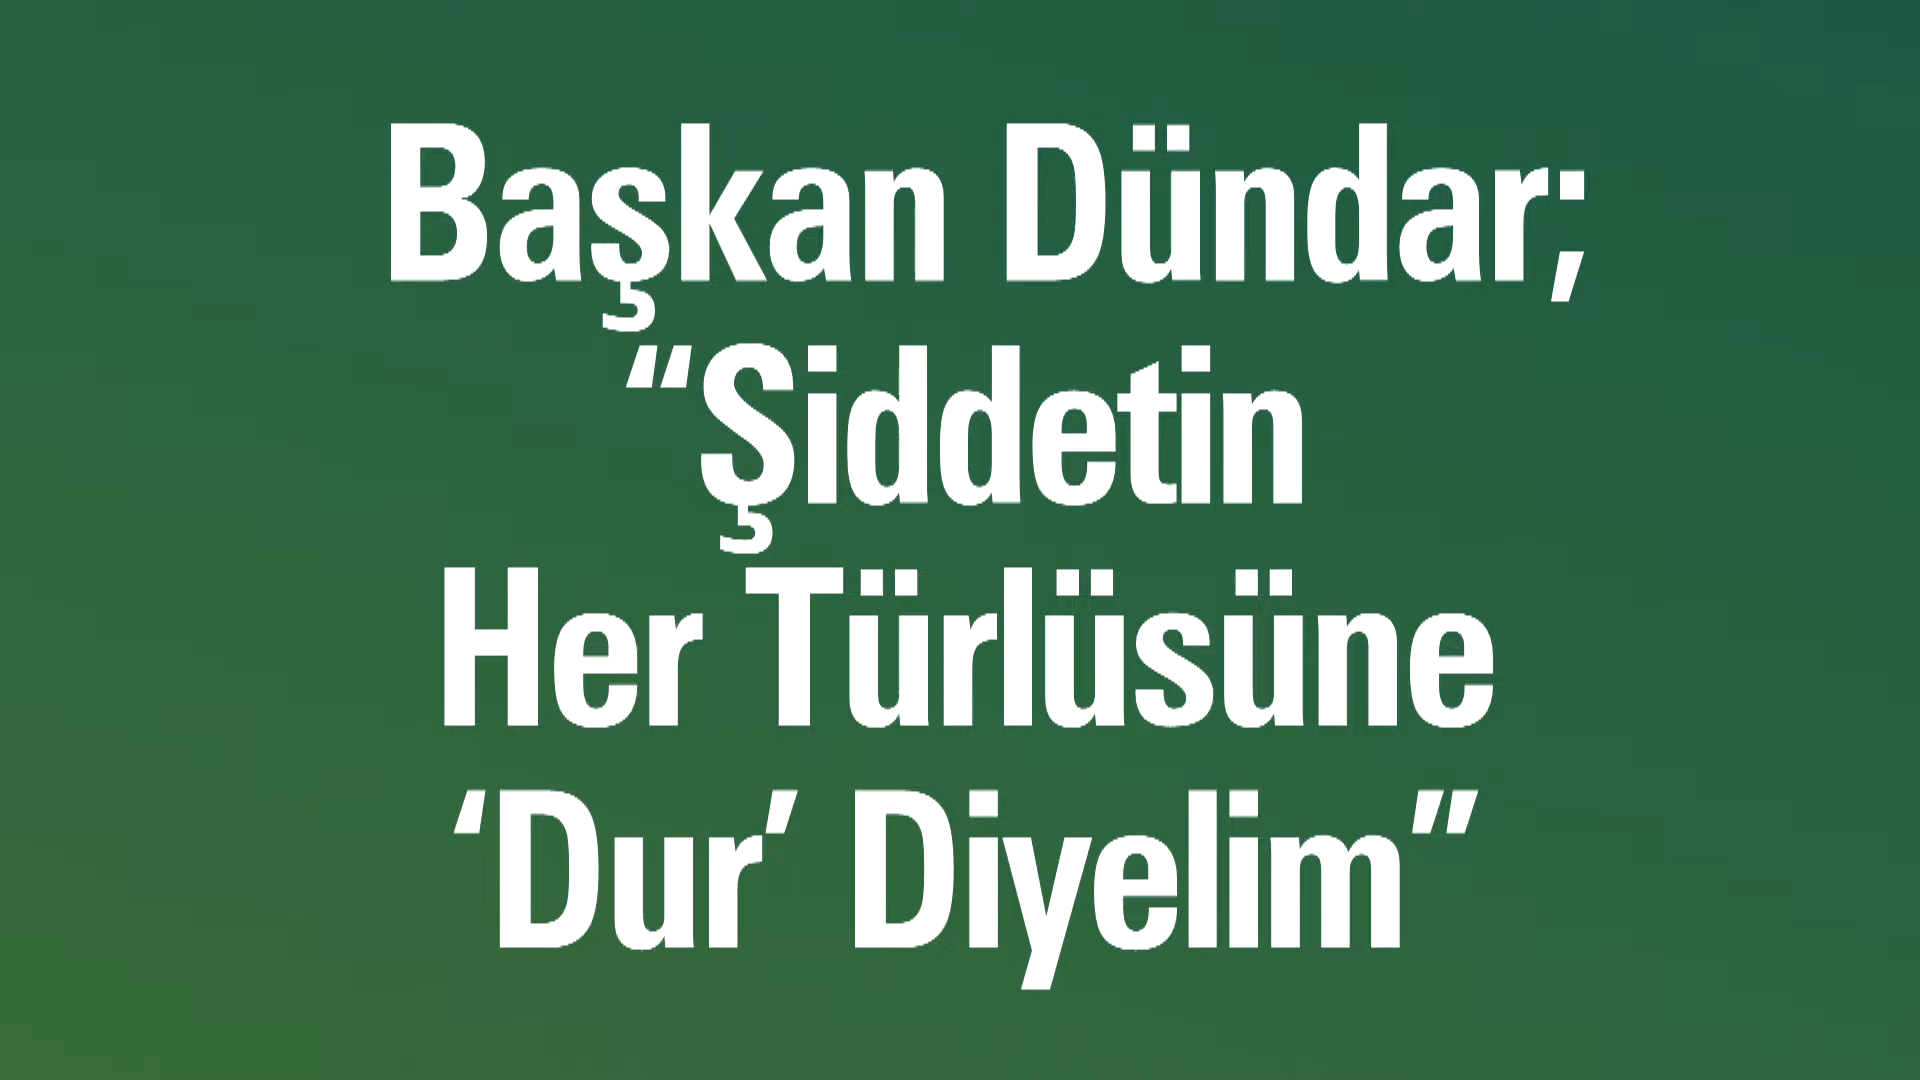 Başkan Dündar;
“Şiddetin
Her Türlüsüne
‘Dur’ Diyelim”